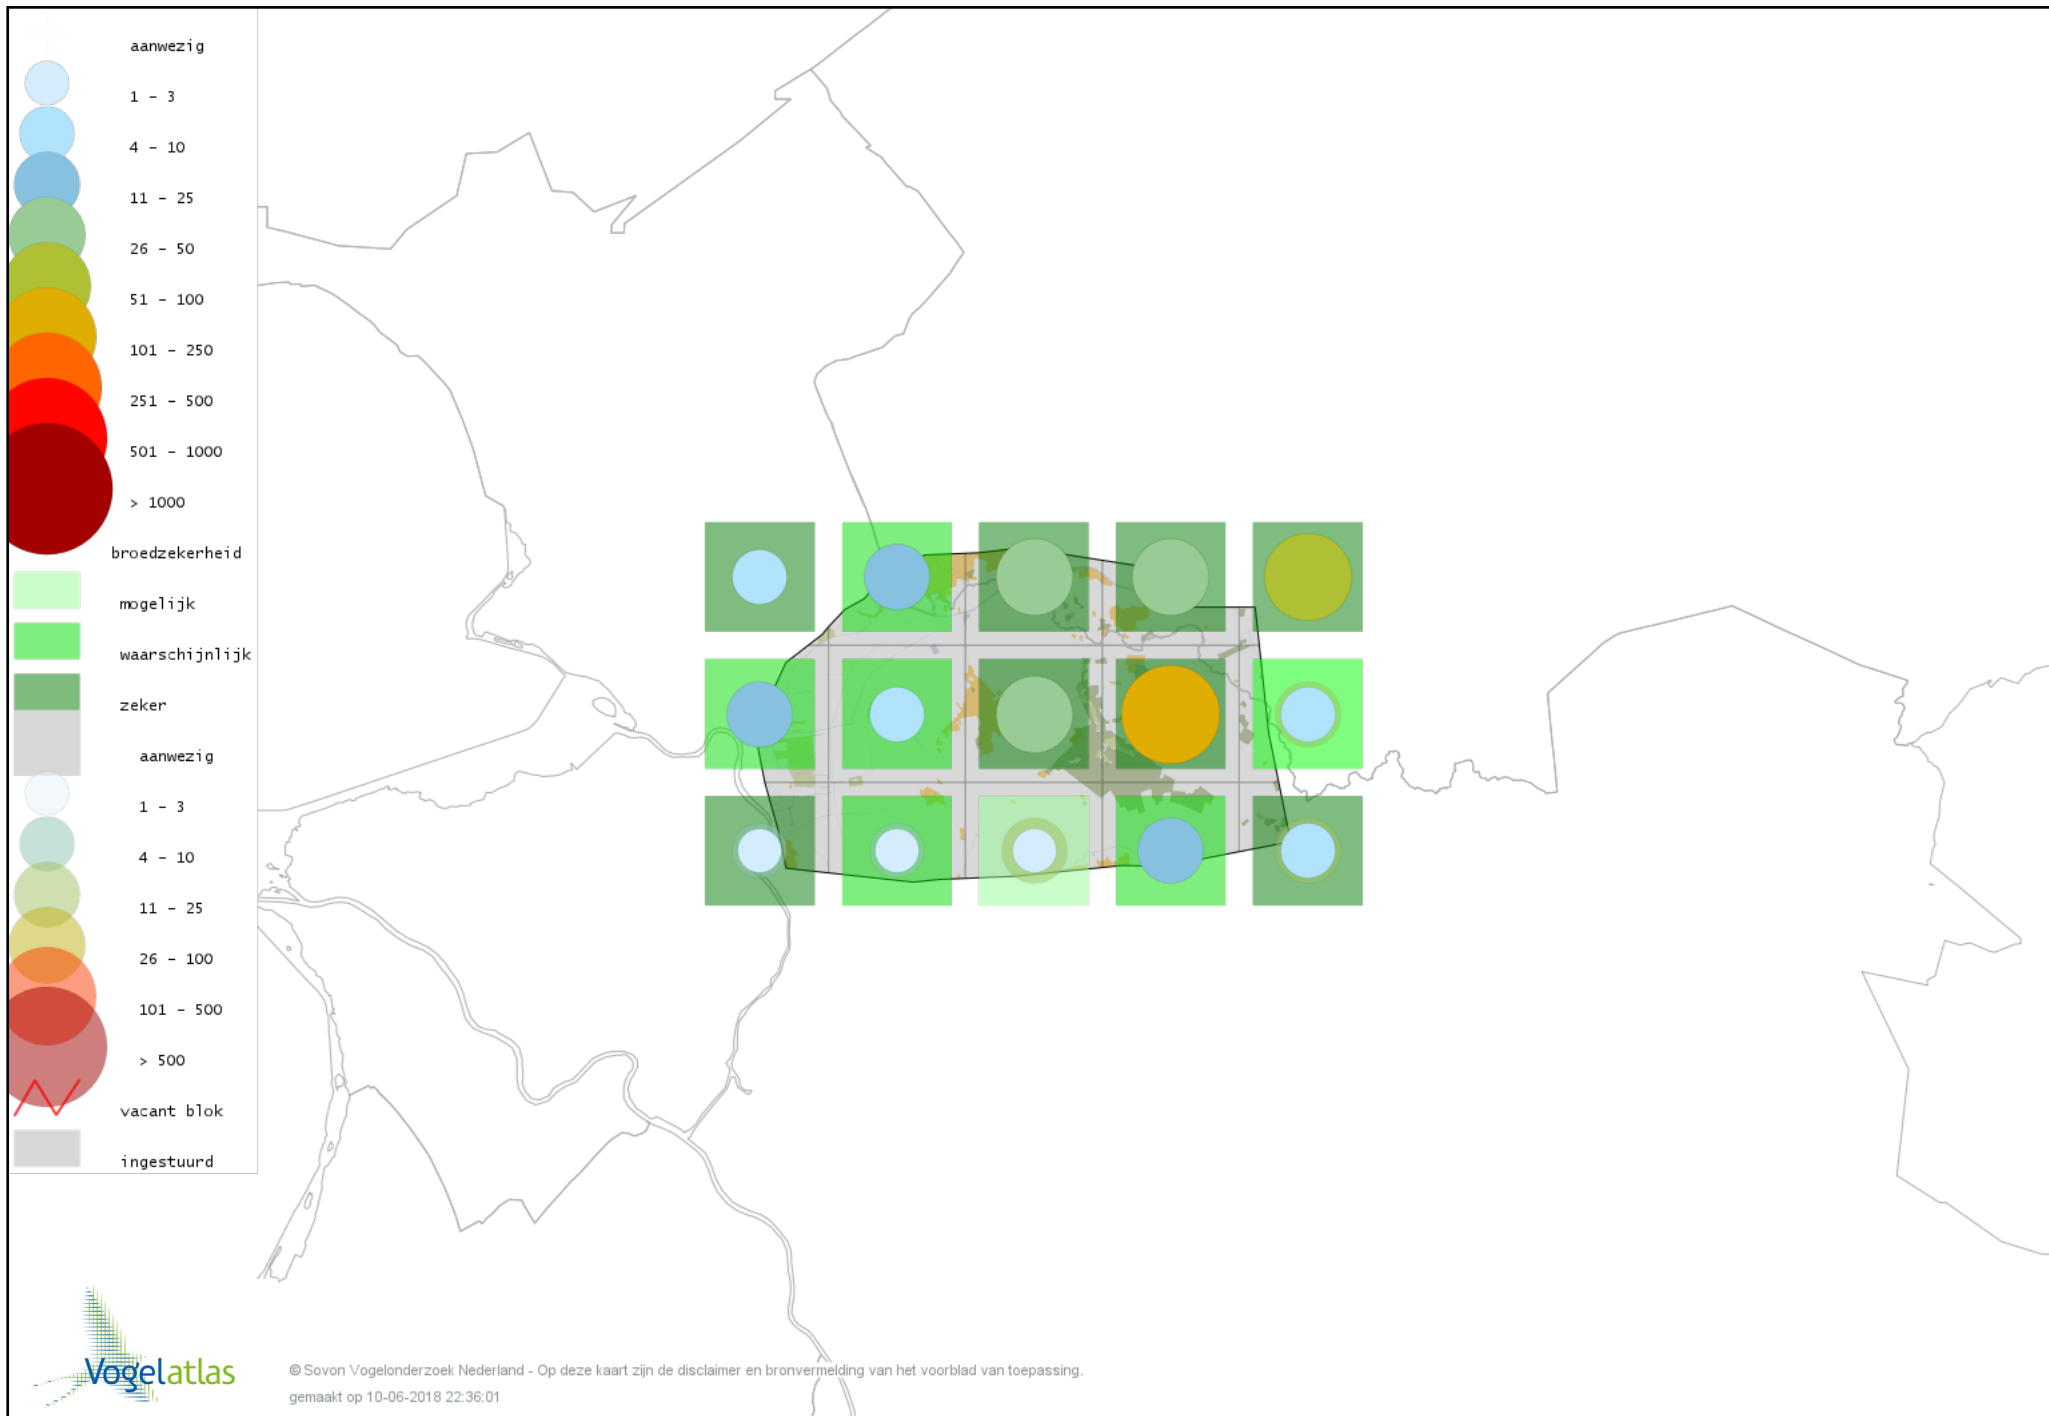 aanwezig
1 - 3
4 - 10
11 - 25
26 - 50
51 - 100
101 - 250
251 - 500
501 - 1000
> 1000
broedzekerheid
mogelijk
waarschijnlijk
zeker
aanwezig
1 - 3
4 - 10
11 - 25
26 - 100
101 - 500
> 500
vacant blok
ingestuurd
Vogelatlas
© Sovon Vogelonderzoek Nederland - Op deze kaart zijn de disclaimer en bronvermelding van het voorblad van toepassing.
gemaakt op 10-06-2018 22:36:01